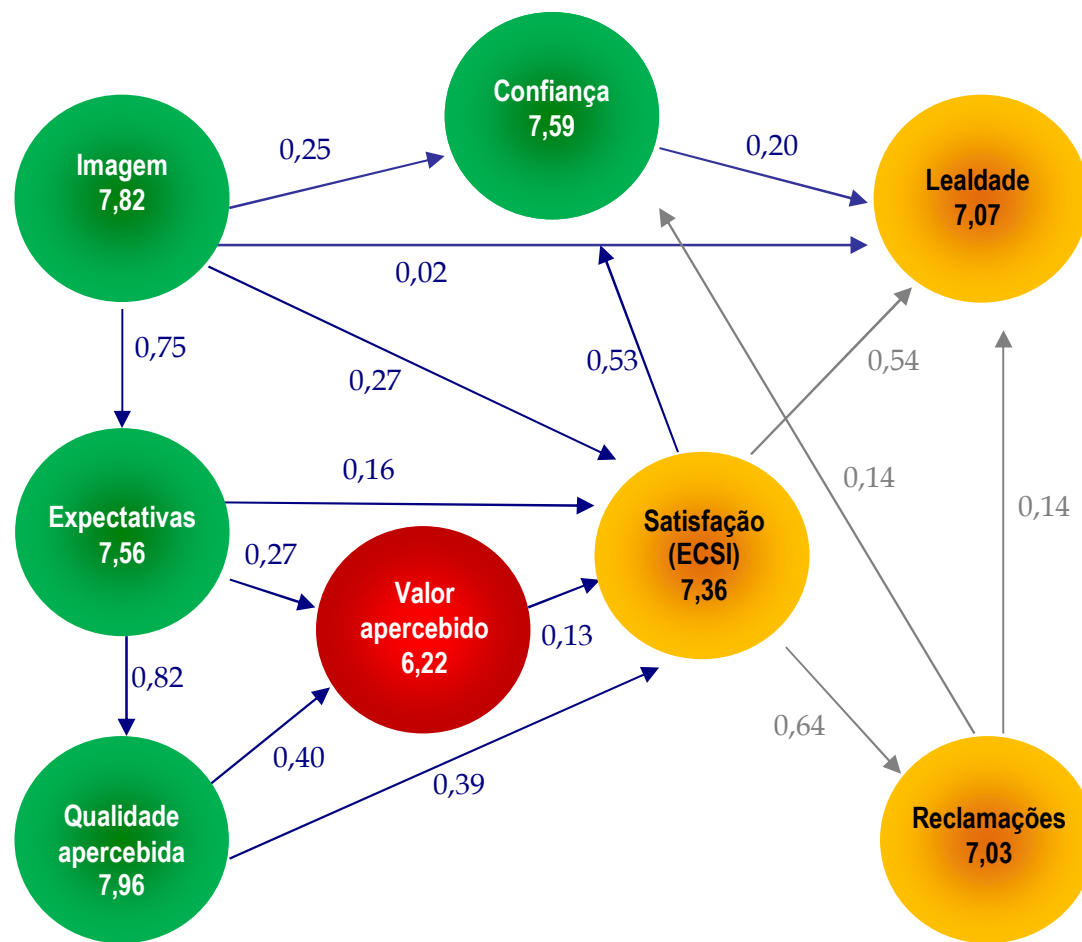 Confiança
7,59
Imagem
7,82
0,25
0,20
Lealdade
7,07
0,02
0,75
0,27
0,53
0,54
0,16
0,14
0,14
Expectativas
7,56
0,27
Valor
apercebido
6,22
0,13
Satisfação
(ECSI)
7,36
0,82
0,40
0,39
0,64
Qualidade
apercebida
7,96
Reclamações
7,03